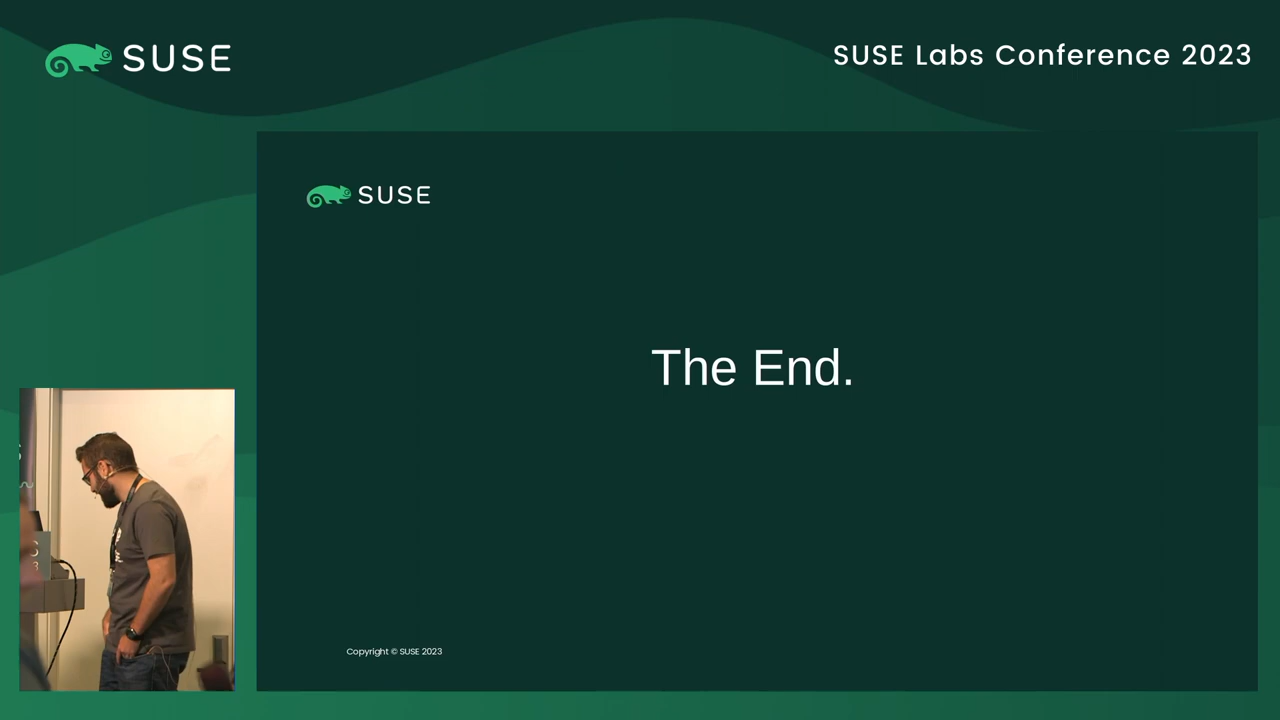 SUSE
SUSE Labs Conference 2023
SUSE
The End.
Copyright © SUSE 2023